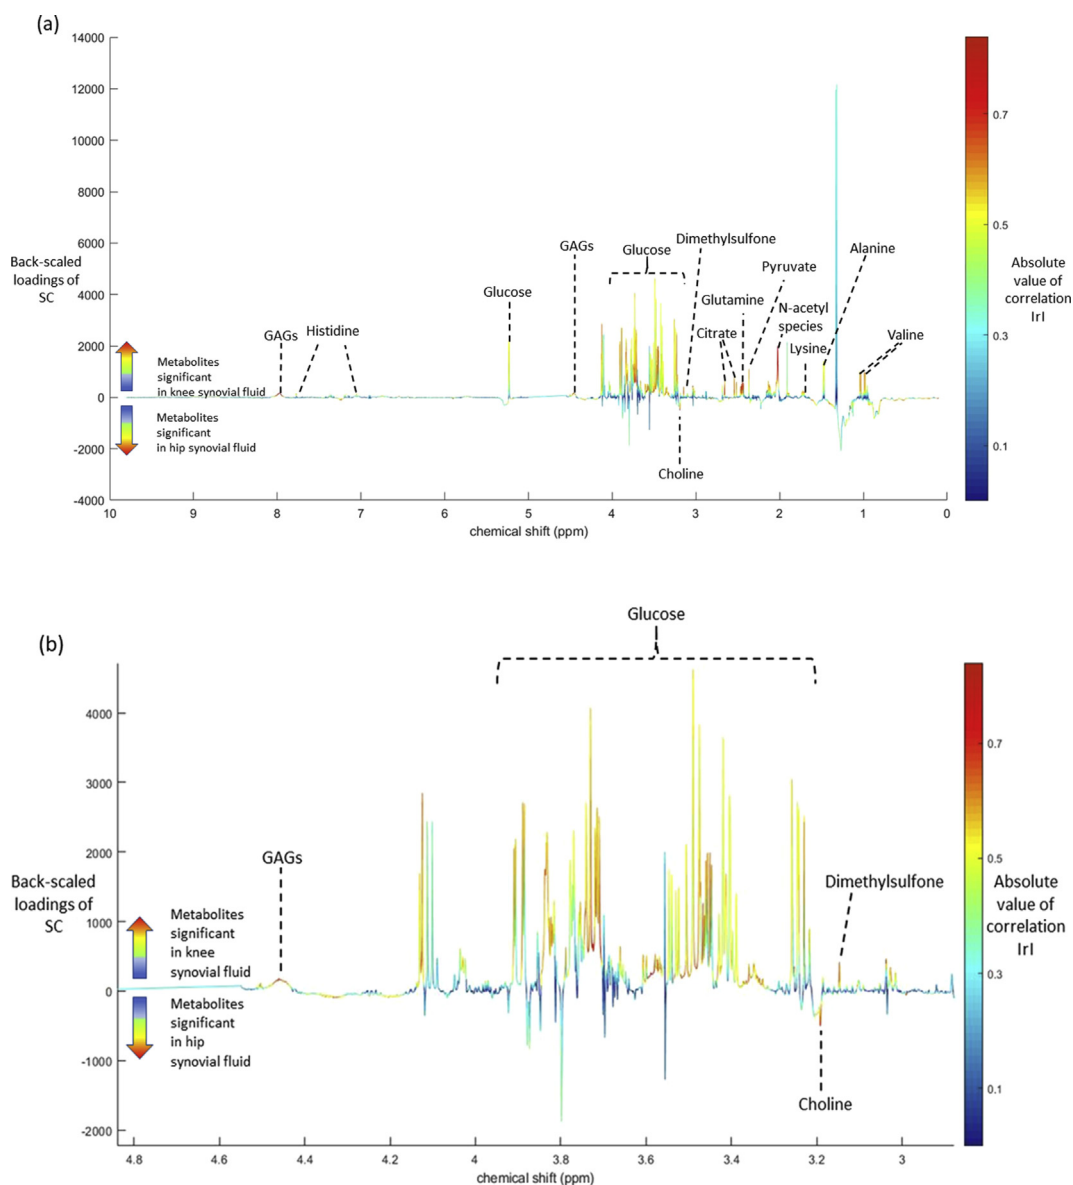 (a)
14000
12000
10000
8000
6000
4000
2000
0
-2000
-4000
Back-scaled
loadings of
SC
Metabolites
significant
in knee synovial fluid
Metabolites
significant
in hip synovial fluid
GAGs
Histidine
Glucose
GAGs
Glucose
Dimethylsulfone
Pyruvate
Glutamine
Citrate
N-acetyl
species
Lysine
Alanine
Valine
Choline
10
9
8
7
6
5
4
3
2
1
0
chemical shift (ppm)
0.7
0.5
0.3
0.1
Absolute
value of
correlation
IrI
(b)
Glucose
4000
3000
2000
1000
0
-1000
-2000
Back-scaled
loadings of
SC
Metabolites
significant
in knee
synovial fluid
Metabolites
significant
in hip
synovial fluid
GAGs
Dimethylsulfone
Choline
4.8
4.6
4.4
4.2
4
3.8
3.6
3.4
3.2
3
chemical shift (ppm)
0.7
0.5
0.3
0.1
Absolute
value of
correlation
IrI